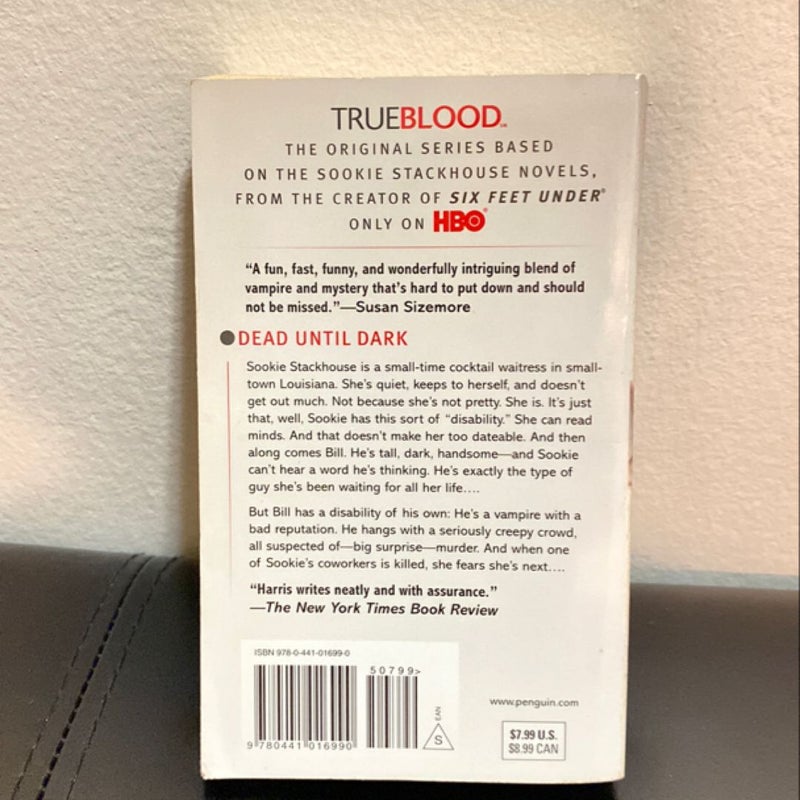 TRUEBLOOD™
THE ORIGINAL SERIES BASED
ON THE SOOKIE STACKHOUSE NOVELS,
FROM THE CREATOR OF SIX FEET UNDER®
ONLY ON HBO®
“A fun, fast, funny, and wonderfully intriguing blend of
vampire and mystery that’s hard to put down and should
not be missed.”—Susan Sizemore
DEAD UNTIL DARK
Sookie Stackhouse is a small-time cocktail waitress in small-
town Louisiana. She’s quiet, keeps to herself, and doesn’t
get out much. Not because she’s not pretty. She is. It’s just
that, well, Sookie has this sort of “disability.” She can read
minds. And that doesn’t make her too dateable. And then
along comes Bill. He’s tall, dark, handsome—and Sookie
can’t hear a word he’s thinking. He’s exactly the type of
guy she’s been waiting for all her life....
But Bill has a disability of his own: He’s a vampire with a
bad reputation. He hangs with a seriously creepy crowd,
all suspected of—big surprise—murder. And when one
of Sookie’s coworkers is killed, she fears she’s next....
“Harris writes neatly and with assurance.”
—The New York Times Book Review
ISBN 978-0-441-01699-0
50799>
9 780441 016990
EAN
S
www.penguin.com
$7.99 U.S.
$8.99 CAN